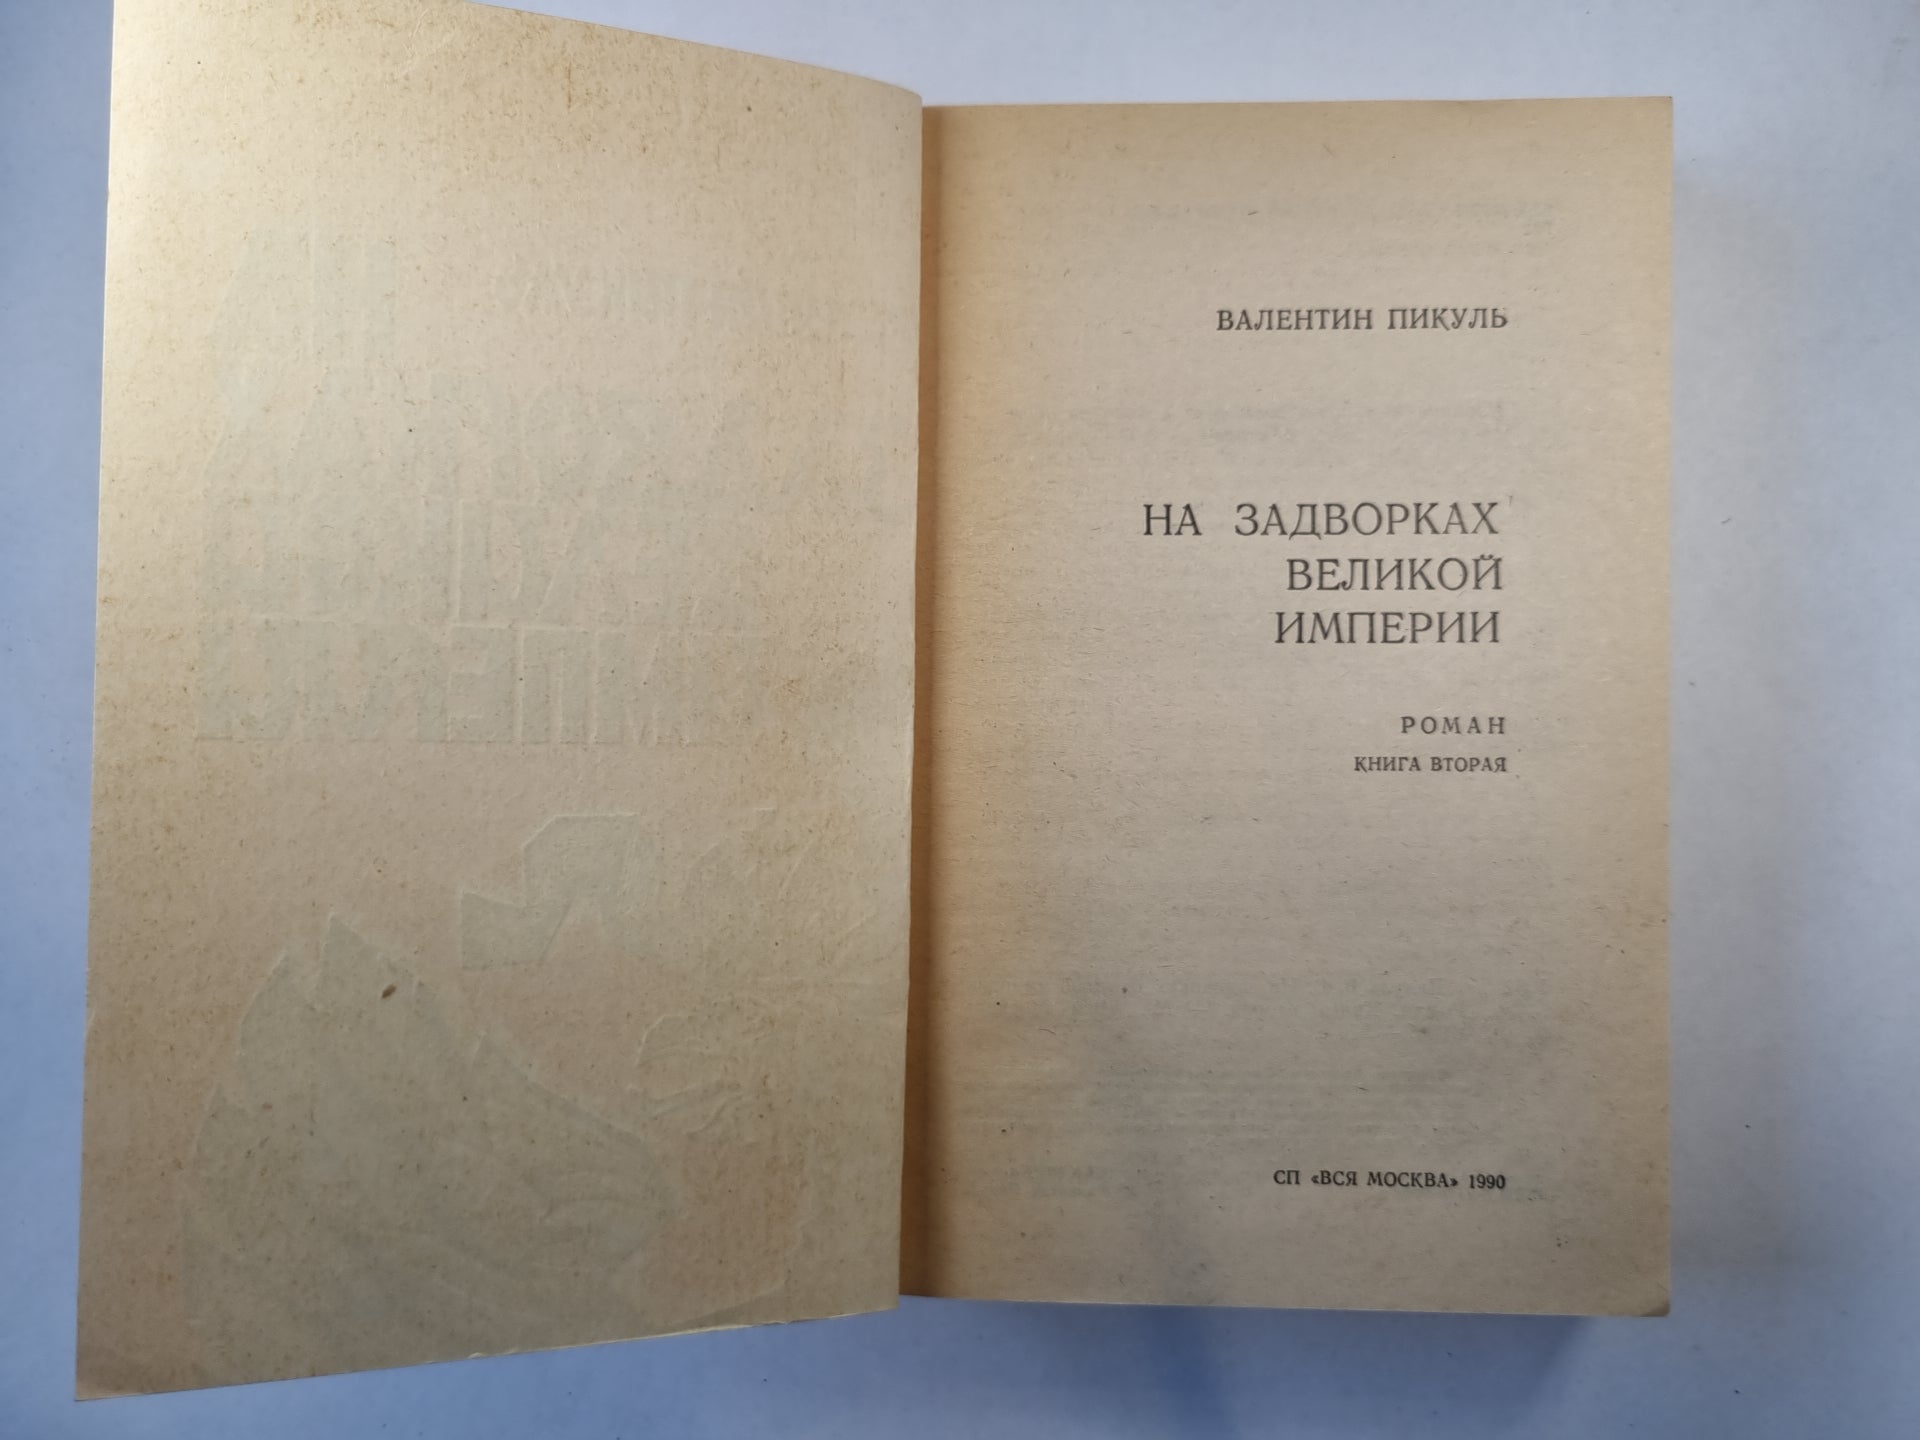 ВАЛЕНТИН ПИКУЛЬ
НА ЗАДВОРКАХ
ВЕЛИКОЙ
ИМПЕРИИ
РОМАН
КНИГА ВТОРАЯ
СП «ВСЯ МОСКВА» 1990